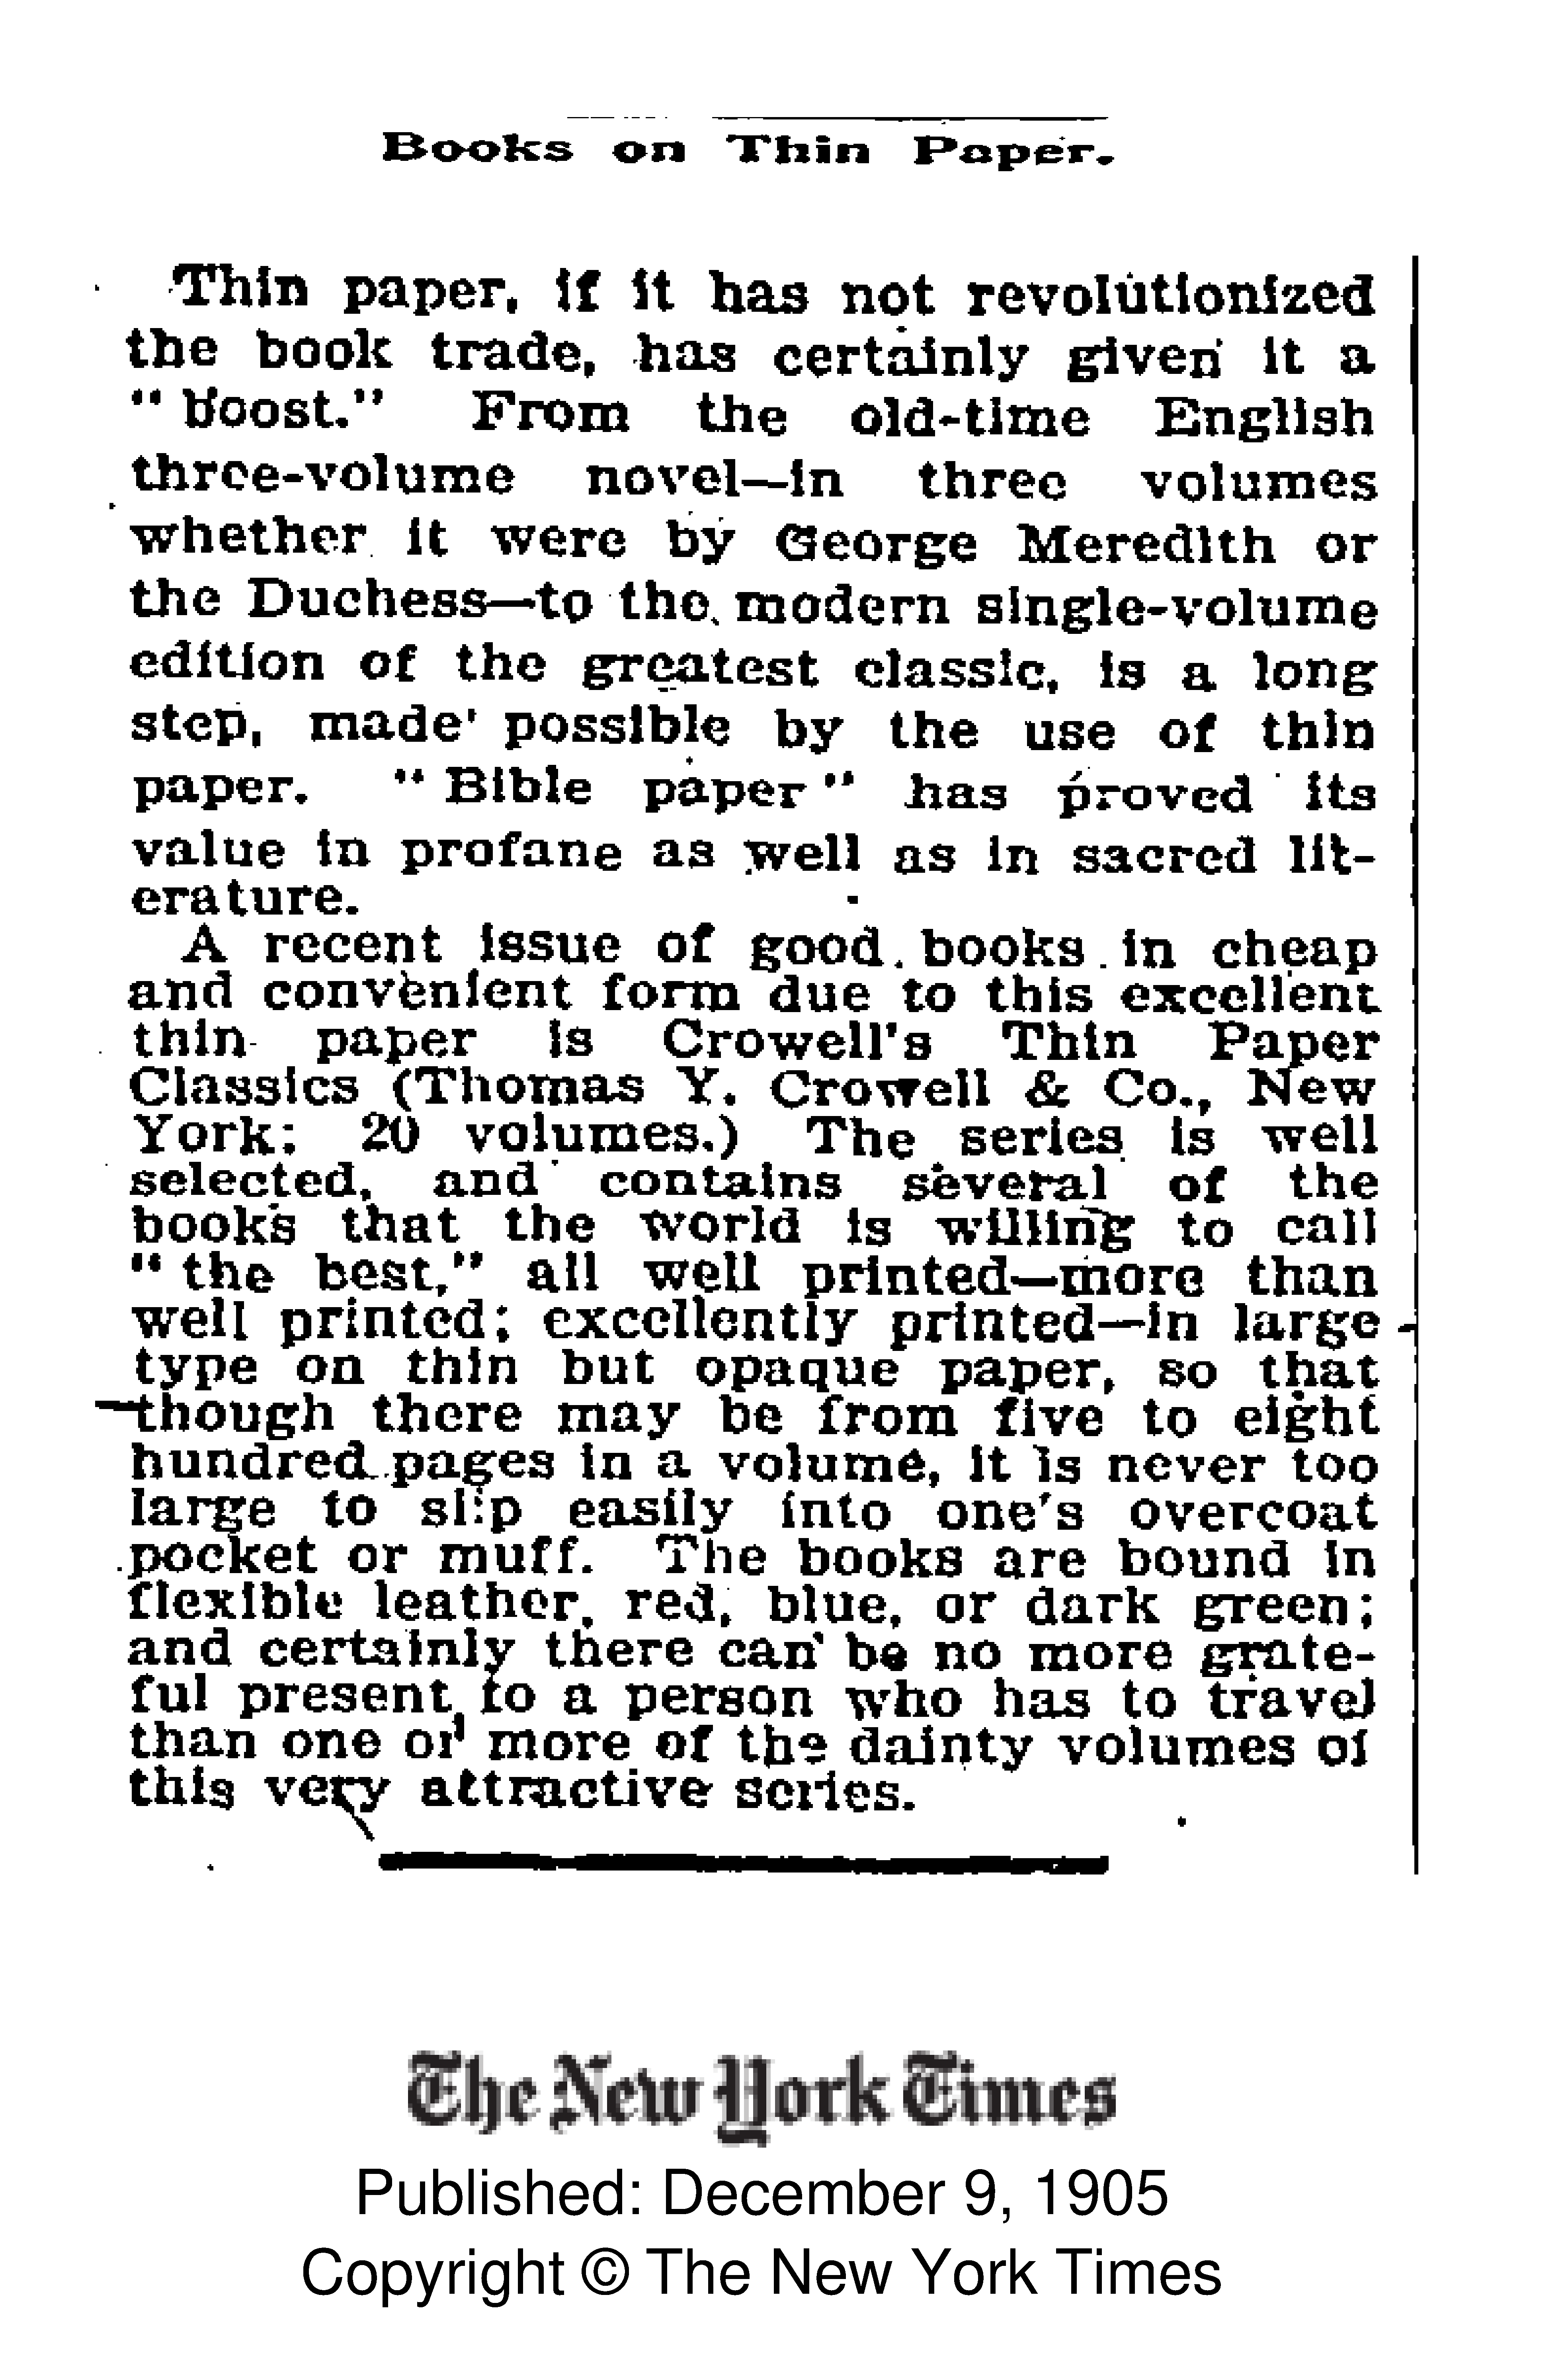 Books on Thin Paper.
Thin paper, if it has not revolutionized
the book trade, has certainly given it a
" boost." From the old-time English
three-volume novel—in three volumes
whether it were by George Meredith or
the Duchess—to the modern single-volume
edition of the greatest classic, is a long
step, made possible by the use of thin
paper. " Bible paper " has proved its
value in profane as well as in sacred lit-
erature.
A recent issue of good books in cheap
and convenient form due to this excellent
thin paper is Crowell's Thin Paper
Classics (Thomas Y. Crowell & Co., New
York; 20 volumes.) The series is well
selected, and contains several of the
books that the world is willing to call
" the best," all well printed—more than
well printed; excellently printed—in large
type on thin but opaque paper, so that
though there may be from five to eight
hundred pages in a volume, it is never too
large to slip easily into one's overcoat
pocket or muff. The books are bound in
flexible leather, red, blue, or dark green;
and certainly there can be no more grate-
ful present to a person who has to travel
than one or more of the dainty volumes of
this very attractive series.
The New York Times
Published: December 9, 1905
Copyright © The New York Times